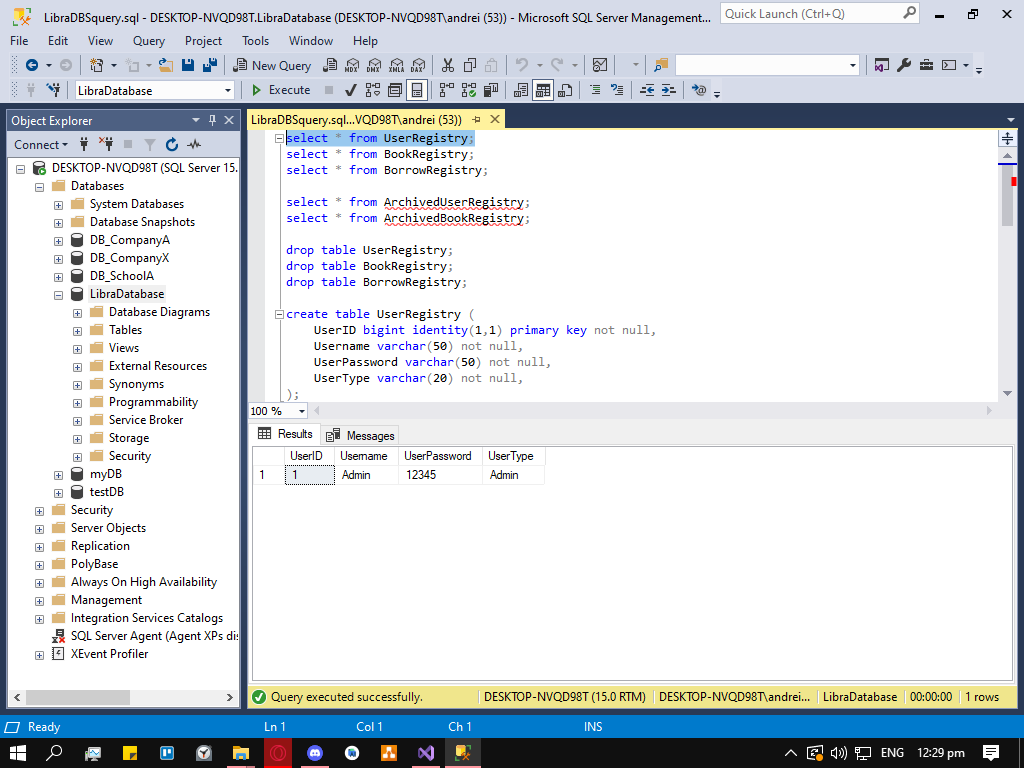 LibraDBSquery.sql - DESKTOP-NVQD98T.LibraDatabase (DESKTOP-NVQD98T\andrei (53)) - Microsoft SQL Server Management...
Quick Launch (Ctrl+Q)
File Edit View Query Project Tools Window Help
New Query
MDX DMX XMLA DAX
LibraDatabase
Execute
Object Explorer
LibraDBSquery.sql...VQD98T\andrei (53))
Connect
DESKTOP-NVQD98T (SQL Server 15.
Databases
System Databases
Database Snapshots
DB_CompanyA
DB_CompanyX
DB_SchoolA
LibraDatabase
Database Diagrams
Tables
Views
External Resources
Synonyms
Programmability
Service Broker
Storage
Security
myDB
testDB
Security
Server Objects
Replication
PolyBase
Always On High Availability
Management
Integration Services Catalogs
SQL Server Agent (Agent XPs dis
XEvent Profiler
select * from UserRegistry;
select * from BookRegistry;
select * from BorrowRegistry;
select * from ArchivedUserRegistry;
select * from ArchivedBookRegistry;
drop table UserRegistry;
drop table BookRegistry;
drop table BorrowRegistry;
create table UserRegistry (
UserID bigint identity(1,1) primary key not null,
Username varchar(50) not null,
UserPassword varchar(50) not null,
UserType varchar(20) not null,
);
100 %
Results Messages
UserID Username UserPassword UserType
1 1 Admin 12345 Admin
Query executed successfully. DESKTOP-NVQD98T (15.0 RTM) DESKTOP-NVQD98T\andrei... LibraDatabase 00:00:00 1 rows
Ready Ln 1 Col 1 Ch 1 INS
ENG 12:29 pm